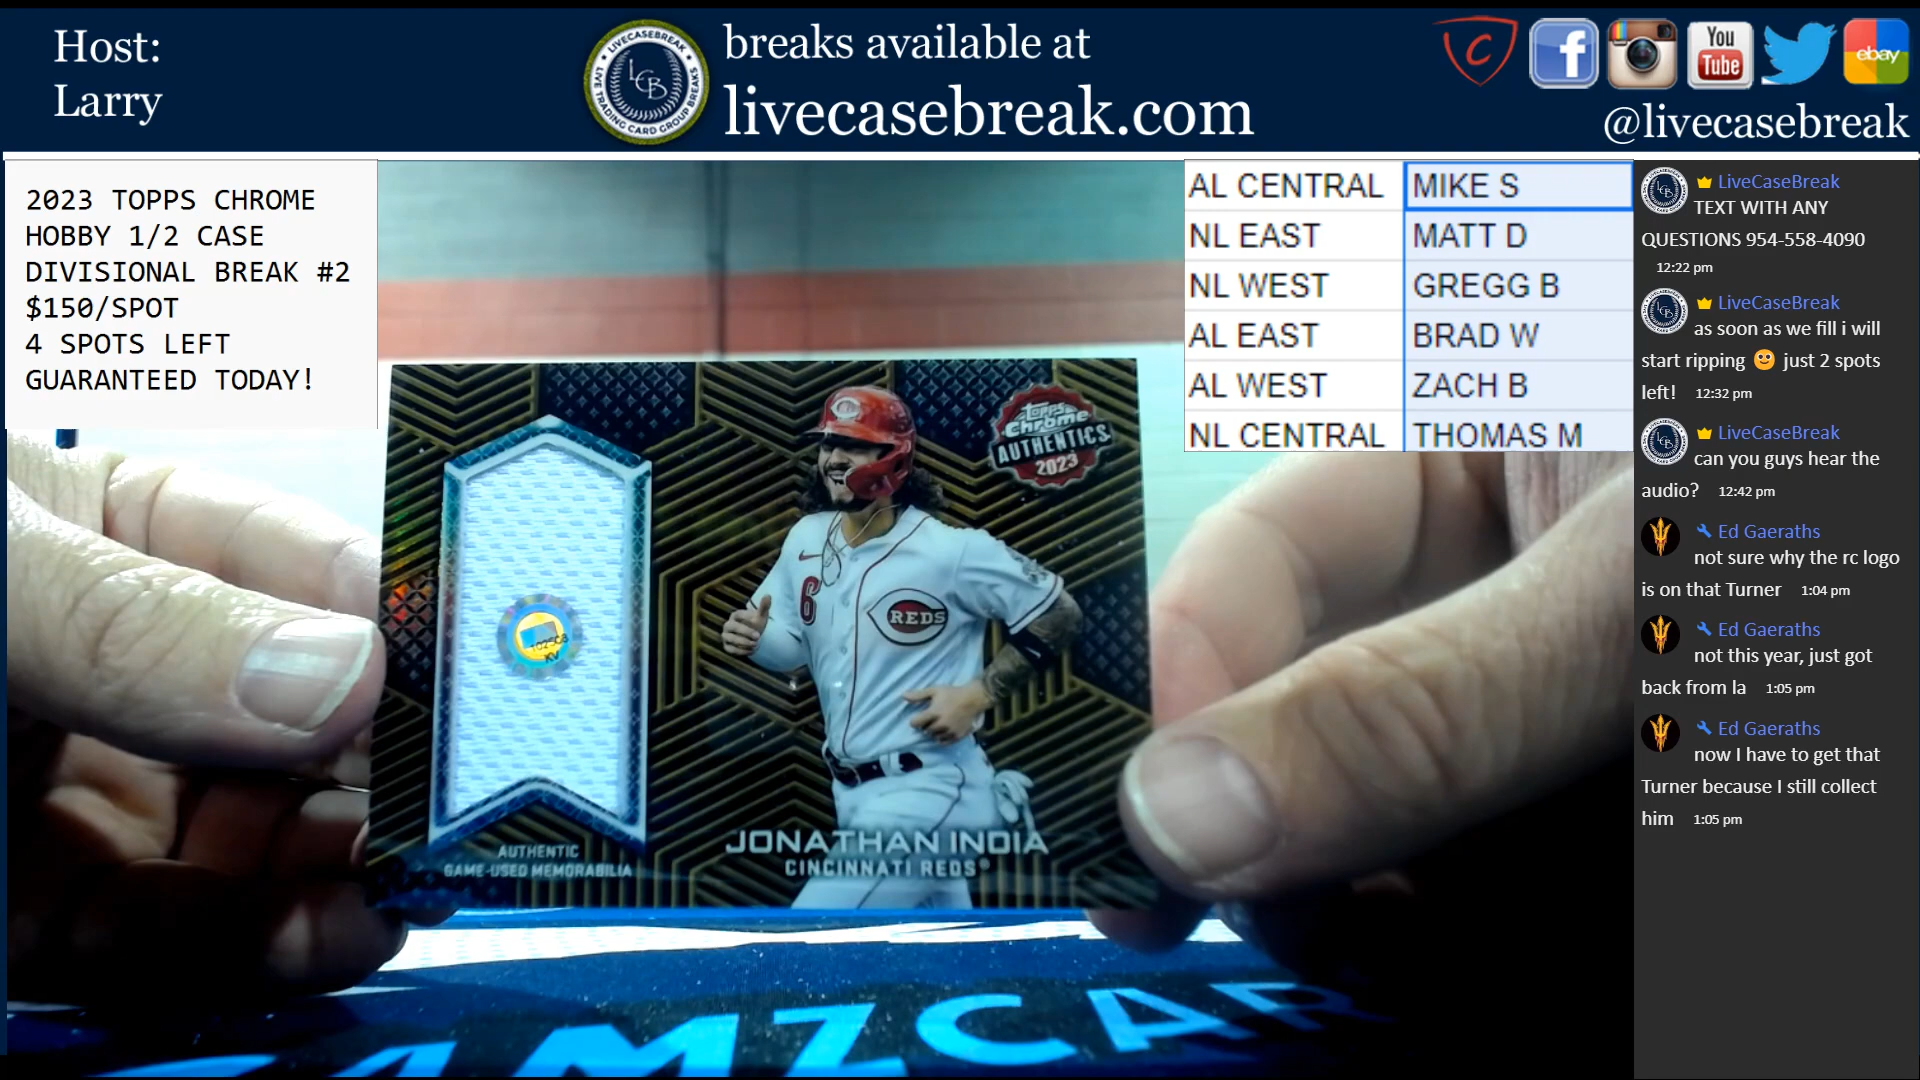 Host:
Larry
LIVECASEBREAK
LCB
LIVE TRADING CARD GROUP BREAKS
breaks available at
livecasebreak.com
C
f
You
Tube
ebay
@livecasebreak
2023 TOPPS CHROME
HOBBY 1/2 CASE
DIVISIONAL BREAK #2
$150/SPOT
4 SPOTS LEFT
GUARANTEED TODAY!
AL CENTRAL MIKE S
NL EAST MATT D
NL WEST GREGG B
AL EAST BRAD W
AL WEST ZACH B
NL CENTRAL THOMAS M
Topps
Chrome
AUTHENTICS
2023
6
REDS
AUTHENTIC
GAME-USED MEMORABILIA
JONATHAN INDIA
CINCINNATI REDS®
LiveCaseBreak
TEXT WITH ANY
QUESTIONS 954-558-4090
12:22 pm
LiveCaseBreak
as soon as we fill i will
start ripping 🙂 just 2 spots
left! 12:32 pm
LiveCaseBreak
can you guys hear the
audio? 12:42 pm
Ed Gaeraths
not sure why the rc logo
is on that Turner 1:04 pm
Ed Gaeraths
not this year, just got
back from la 1:05 pm
Ed Gaeraths
now I have to get that
Turner because I still collect
him 1:05 pm